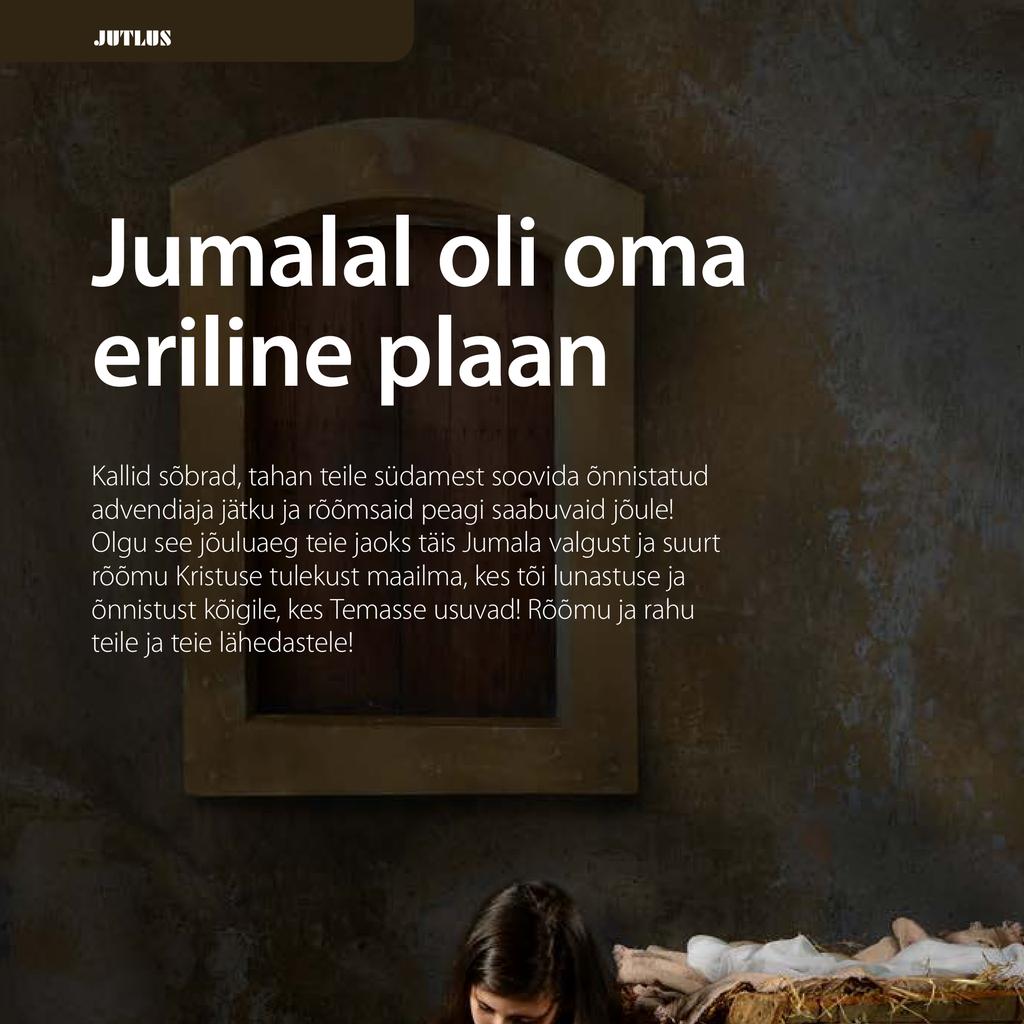 JUTLUS
Jumalal oli oma
eriline plaan
Kallid sõbrad, tahan teile südamest soovida õnnistatud
advendiaja jätku ja rõõmsaid peagi saabuvaid jõule!
Olgu see jõuluaeg teie jaoks täis Jumala valgust ja suurt
rõõmu Kristuse tulekust maailma, kes tõi lunastuse ja
õnnistust kõigile, kes Temasse usuvad! Rõõmu ja rahu
teile ja teie lähedastele!